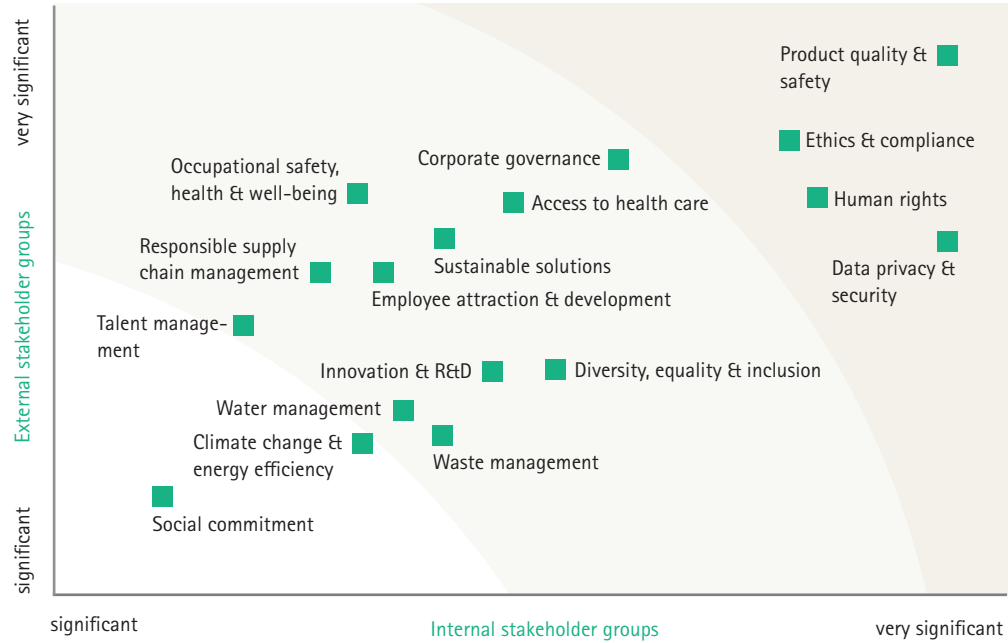 very significant
External stakeholder groups
significant
Product quality &
safety
Ethics & compliance
Corporate governance
Occupational safety,
health & well-being
Human rights
Access to health care
Responsible supply
chain management
Sustainable solutions
Data privacy &
security
Employee attraction & development
Talent manage-
ment
Innovation & R&D
Diversity, equality & inclusion
Water management
Climate change &
energy efficiency
Waste management
Social commitment
significant
Internal stakeholder groups
very significant